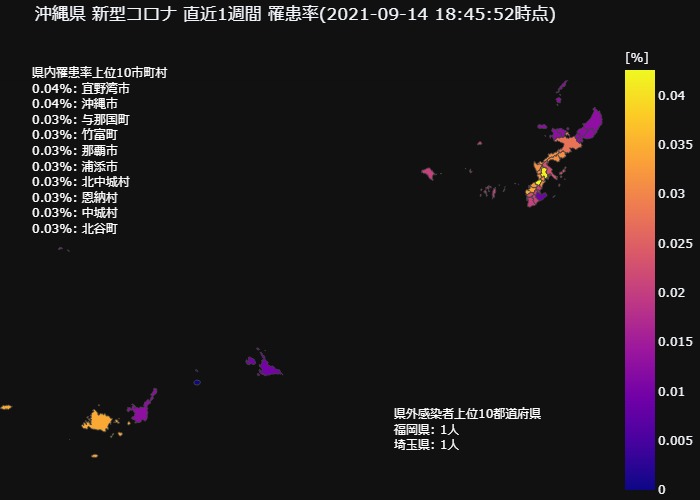 沖縄県 新型コロナ 直近1週間 罹患率(2021-09-14 18:45:52時点)
県内罹患率上位10市町村
0.04%: 宜野湾市
0.04%: 沖縄市
0.03%: 与那国町
0.03%: 竹富町
0.03%: 那覇市
0.03%: 浦添市
0.03%: 北中城村
0.03%: 恩納村
0.03%: 中城村
0.03%: 北谷町
[%]
0.04
0.035
0.03
0.025
0.02
0.015
0.01
0.005
0
県外感染者上位10都道府県
福岡県: 1人
埼玉県: 1人